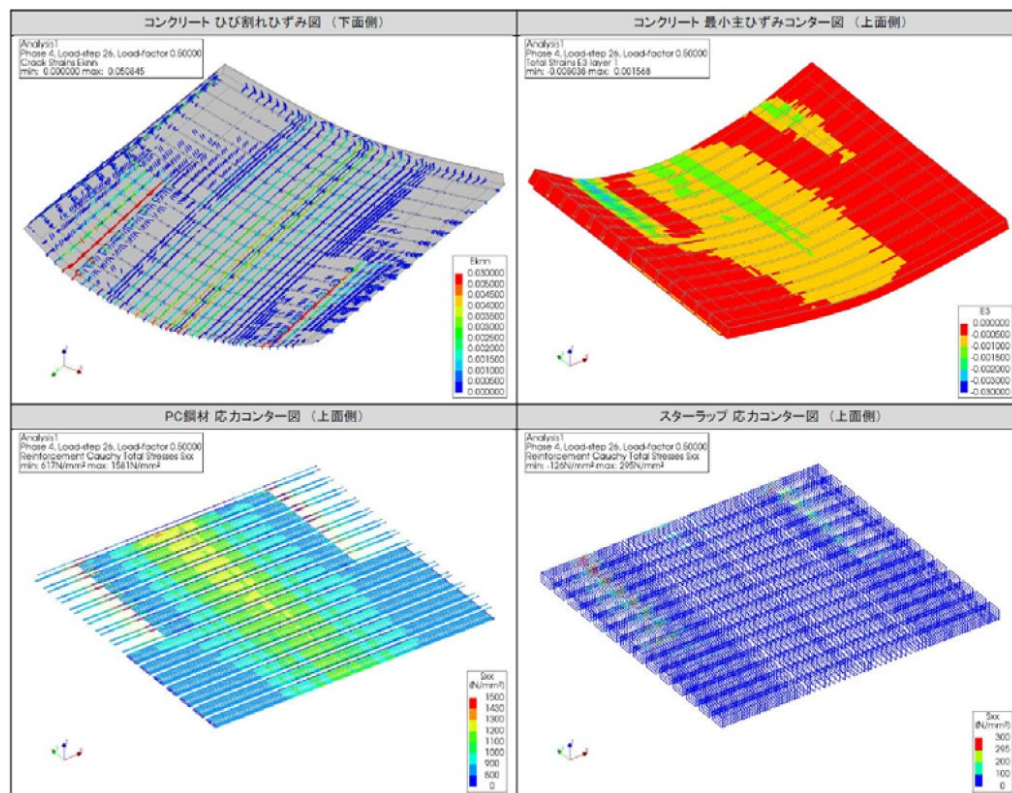 コンクリート ひび割れひずみ図 （下面側）
Analysis1
Phase 4, Load-step 26, Load-factor 0.50000
Crack Strains Eknn
min: 0.000000 max: 0.050845
Eknn
0.030000
0.005000
0.004500
0.004000
0.003500
0.003000
0.002500
0.002000
0.001500
0.001000
0.000500
0.000000
コンクリート 最小主ひずみコンター図 （上面側）
Analysis1
Phase 4, Load-step 26, Load-factor 0.50000
Total Strains E3 layer 1
min: -0.008038 max: 0.001568
E3
0.000000
-0.000500
-0.001000
-0.001500
-0.002000
-0.003000
-0.030000
PC鋼材 応力コンター図 （上面側）
Analysis1
Phase 4, Load-step 26, Load-factor 0.50000
Reinforcement Cauchy Total Stresses Sxx
min: 617N/mm² max: 1581N/mm²
Sxx
(N/mm²)
1500
1430
1300
1200
1100
1000
900
800
0
スターラップ 応力コンター図 （上面側）
Analysis1
Phase 4, Load-step 26, Load-factor 0.50000
Reinforcement Cauchy Total Stresses Sxx
min: -126N/mm² max: 295N/mm²
Sxx
(N/mm²)
300
295
200
100
0